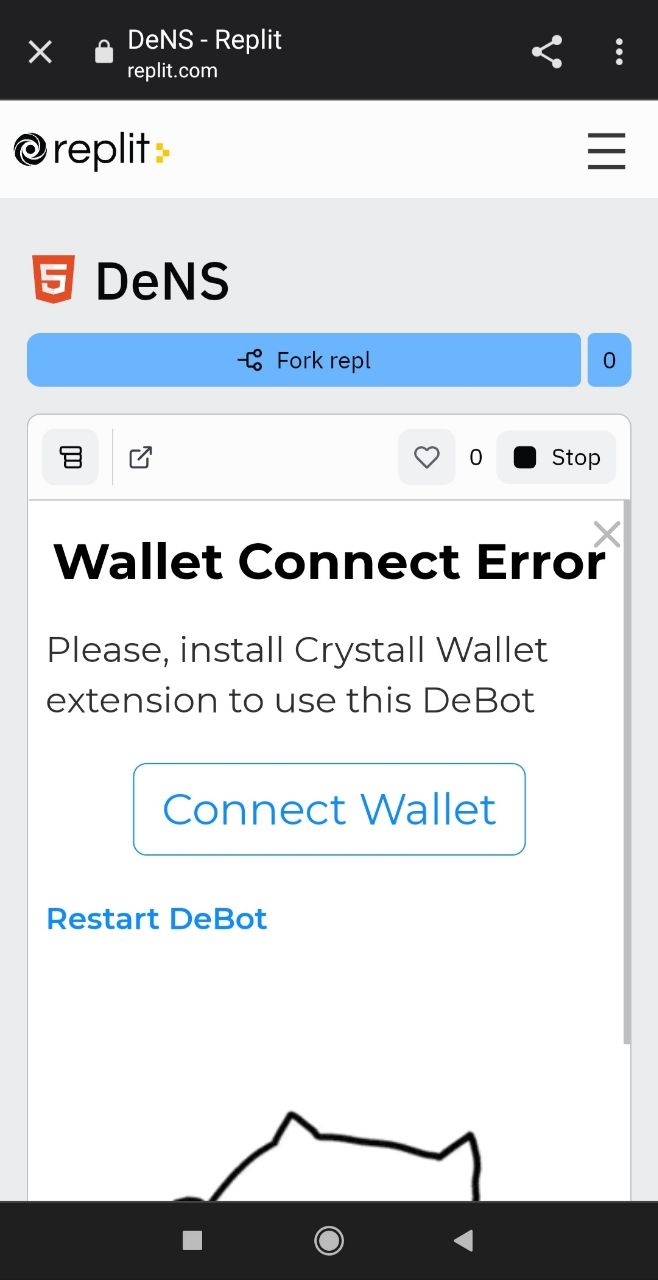 DeNS - Replit
replit.com
replit
DeNS
Fork repl 0
0 Stop
Wallet Connect Error
Please, install Crystall Wallet
extension to use this DeBot
Connect Wallet
Restart DeBot